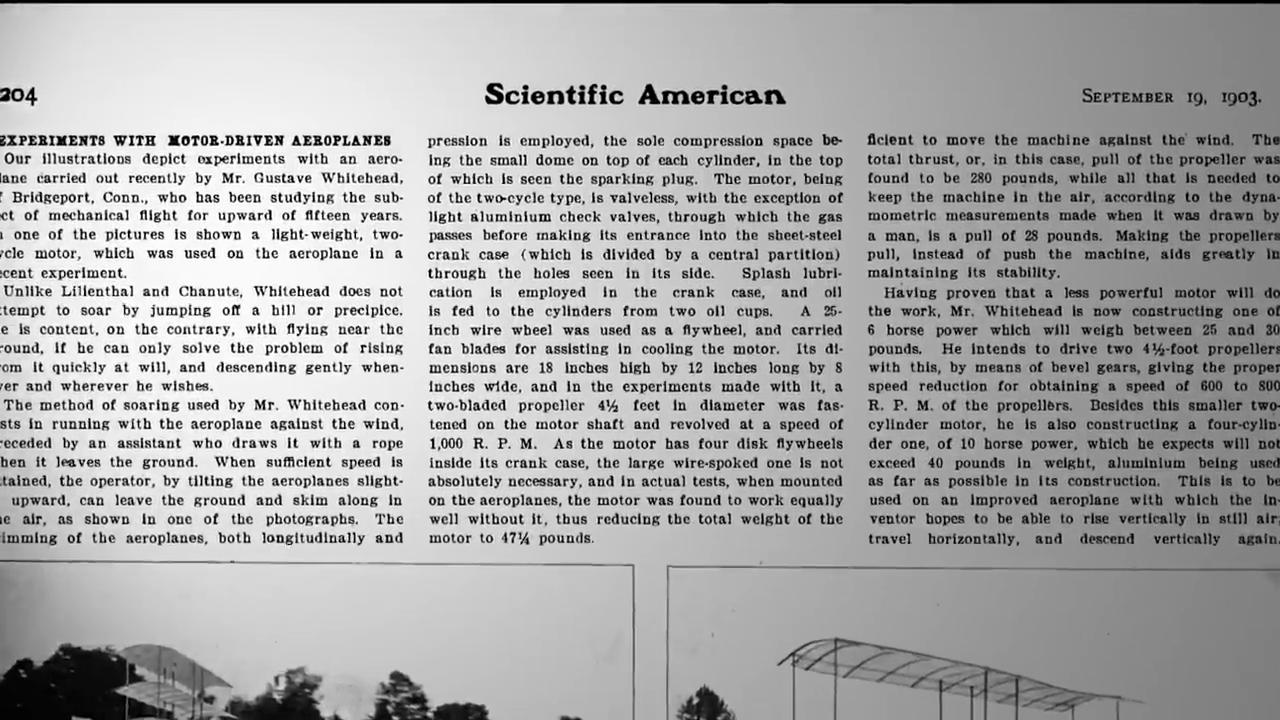 204
Scientific American
SEPTEMBER 19, 1903.
EXPERIMENTS WITH MOTOR-DRIVEN AEROPLANES
Our illustrations depict experiments with an aero-
lane carried out recently by Mr. Gustave Whitehead,
f Bridgeport, Conn., who has been studying the sub-
ct of mechanical flight for upward of fifteen years.
one of the pictures is shown a light-weight, two-
ycle motor, which was used on the aeroplane in a
ecent experiment.
Unlike Lilienthal and Chanute, Whitehead does not
ttempt to soar by jumping off a hill or precipice.
e is content, on the contrary, with flying near the
round, if he can only solve the problem of rising
om it quickly at will, and descending gently when-
ver and wherever he wishes.
The method of soaring used by Mr. Whitehead con-
sts in running with the aeroplane against the wind,
receded by an assistant who draws it with a rope
hen it leaves the ground. When sufficient speed is
tained, the operator, by tilting the aeroplanes slight-
upward, can leave the ground and skim along in
e air, as shown in one of the photographs. The
imming of the aeroplanes, both longitudinally and
pression is employed, the sole compression space be-
ing the small dome on top of each cylinder, in the top
of which is seen the sparking plug. The motor, being
of the two-cycle type, is valveless, with the exception of
light aluminium check valves, through which the gas
passes before making its entrance into the sheet-steel
crank case (which is divided by a central partition)
through the holes seen in its side. Splash lubri-
cation is employed in the crank case, and oil
is fed to the cylinders from two oil cups. A 25-
inch wire wheel was used as a flywheel, and carried
fan blades for assisting in cooling the motor. Its di-
mensions are 18 inches high by 12 inches long by 8
inches wide, and in the experiments made with it, a
two-bladed propeller 4½ feet in diameter was fas-
tened on the motor shaft and revolved at a speed of
1,000 R. P. M. As the motor has four disk flywheels
inside its crank case, the large wire-spoked one is not
absolutely necessary, and in actual tests, when mounted
on the aeroplanes, the motor was found to work equally
well without it, thus reducing the total weight of the
motor to 47¼ pounds.
ficient to move the machine against the wind. The
total thrust, or, in this case, pull of the propeller was
found to be 280 pounds, while all that is needed to
keep the machine in the air, according to the dyna-
mometric measurements made when it was drawn by
a man, is a pull of 28 pounds. Making the propellers
pull, instead of push the machine, aids greatly in
maintaining its stability.
Having proven that a less powerful motor will do
the work, Mr. Whitehead is now constructing one of
6 horse power which will weigh between 25 and 30
pounds. He intends to drive two 4½-foot propellers
with this, by means of bevel gears, giving the proper
speed reduction for obtaining a speed of 600 to 800
R. P. M. of the propellers. Besides this smaller two-
cylinder motor, he is also constructing a four-cylin-
der one, of 10 horse power, which he expects will not
exceed 40 pounds in weight, aluminium being used
as far as possible in its construction. This is to be
used on an improved aeroplane with which the in-
ventor hopes to be able to rise vertically in still air,
travel horizontally, and descend vertically again.